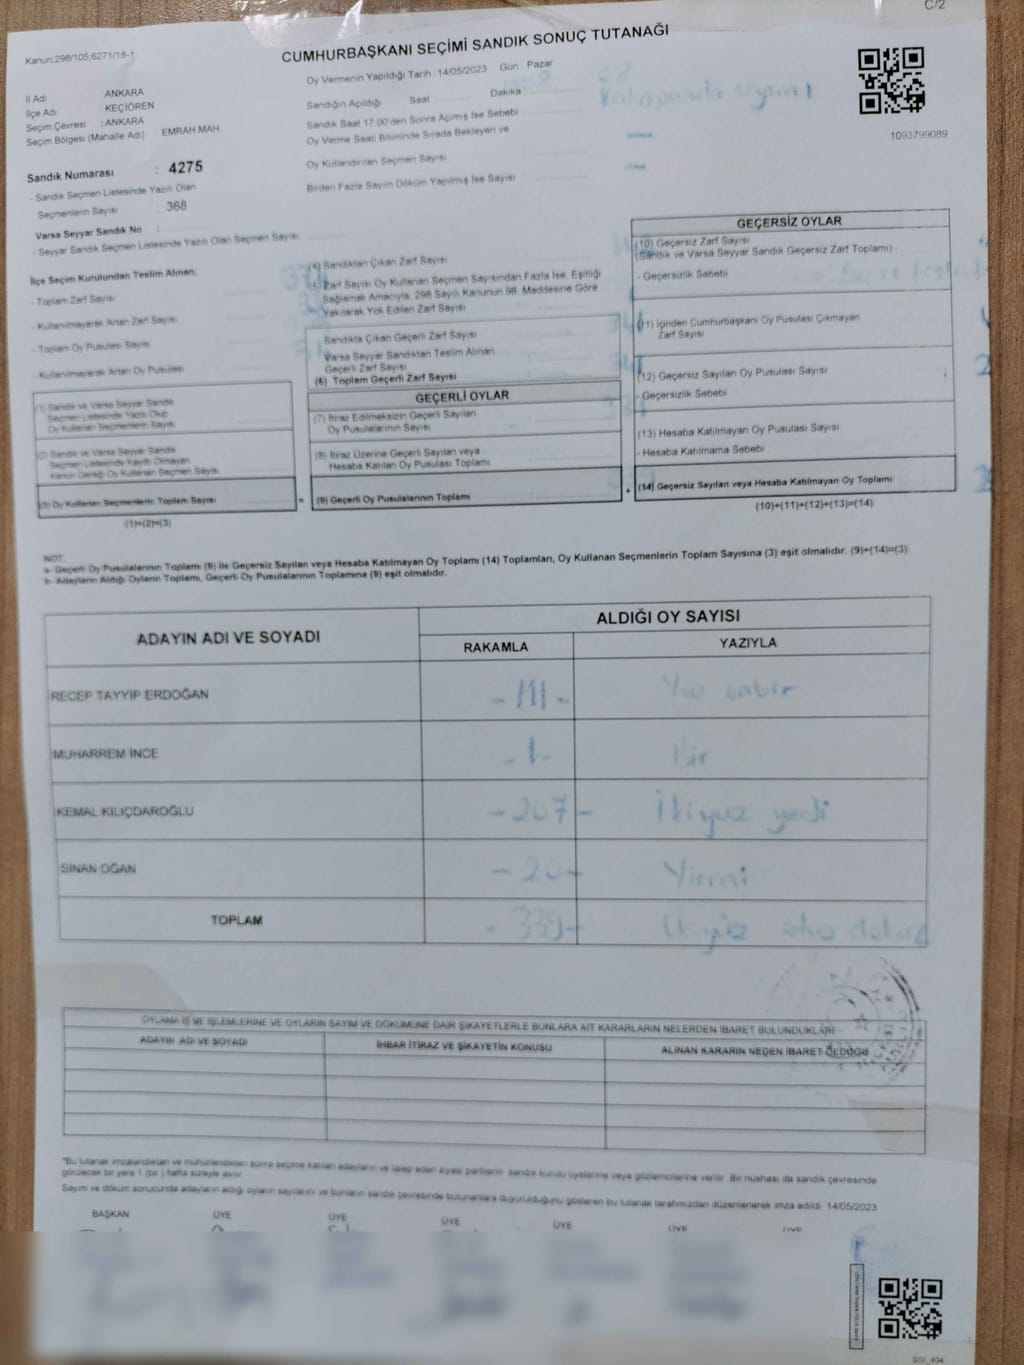 C/2
Kanun:298/105;6271/18-1
CUMHURBAŞKANI SEÇİMİ SANDIK SONUÇ TUTANAĞI
Oy Vermenin Yapıldığı Tarih : 14/05/2023 Gün Pazar
İl Adı ANKARA
İlçe Adı : KEÇİÖREN
Seçim Çevresi : ANKARA
Seçim Bölgesi (Mahalle Adı) : EMRAH MAH.
Sandığın Açıldığı Saat Dakika
Sandık Saat 17:00'den Sonra Açımış İse Sebebi :
Oy Verme Saati Bitiminde Sırada Bekleyen ve
Oy Kullandırılan Seçmen Sayısı
Birden Fazla Sayım Döküm Yapılmış İse Sayısı :
1093799089
Sandık Numarası : 4275
- Sandık Seçmen Listesinde Yazılı Olan
Seçmenlerin Sayısı : 368
Varsa Seyyar Sandık No :
- Seyyar Sandık Seçmen Listesinde Yazılı Olan Seçmen Sayısı
İlçe Seçim Kurulundan Teslim Alınan;
- Toplam Zarf Sayısı
- Kullanılmayarak Artan Zarf Sayısı
- Toplam Oy Pusulası Sayısı
- Kullanılmayarak Artan Oy Pusulası
(1) Sandık ve Varsa Seyyar Sandık
Seçmen Listesinde Yazılı Olup
Oy Kullanan Seçmenlerin Sayısı
(2) Sandık ve Varsa Seyyar Sandık
Seçmen Listesinde Kaydı Olmayan
Kanun Gereği Oy Kullanan Seçmen Sayısı
(3) Oy Kullanan Seçmenlerin Toplam Sayısı =
(1)+(2)=(3)
(4) Sandıktan Çıkan Zarf Sayısı
(5) Zarf Sayısı Oy Kullanan Seçmen Sayısından Fazla İse, Eşitliği
Sağlamak Amacıyla, 298 Sayılı Kanunun 98. Maddesine Göre
Yakılarak Yok Edilen Zarf Sayısı
Sandıkta Çıkan Geçerli Zarf Sayısı
Varsa Seyyar Sandıktan Teslim Alınan
Geçerli Zarf Sayısı
(6) Toplam Geçerli Zarf Sayısı
GEÇERLİ OYLAR
(7) İtiraz Edilmeksizin Geçerli Sayılan
Oy Pusulalarının Sayısı
(8) İtiraz Üzerine Geçerli Sayılan veya
Hesaba Katılan Oy Pusulası Toplamı
(9) Geçerli Oy Pusulalarının Toplamı +
GEÇERSİZ OYLAR
(10) Geçersiz Zarf Sayısı
(Sandık ve Varsa Seyyar Sandık Geçersiz Zarf Toplamı)
- Geçersizlik Sebebi
(11) İçinden Cumhurbaşkanı Oy Pusulası Çıkmayan
Zarf Sayısı
(12) Geçersiz Sayılan Oy Pusulası Sayısı
- Geçersizlik Sebebi
(13) Hesaba Katılmayan Oy Pusulası Sayısı
- Hesaba Katılmama Sebebi
(14) Geçersiz Sayılan veya Hesaba Katılmayan Oy Toplamı
(10)+(11)+(12)+(13)=(14)
NOT:
a- Geçerli Oy Pusulalarının Toplamı (9) ile Geçersiz Sayılan veya Hesaba Katılmayan Oy Toplamı (14) Toplamları, Oy Kullanan Seçmenlerin Toplam Sayısına (3) eşit olmalıdır. (9)+(14)=(3)
b- Adayların Aldığı Oyların Toplamı, Geçerli Oy Pusulalarının Toplamına (9) eşit olmalıdır.
ADAYIN ADI VE SOYADI ALDIĞI OY SAYISI
RAKAMLA YAZIYLA
RECEP TAYYİP ERDOĞAN - 111 - Yüz onbir
MUHARREM İNCE - 1 - Bir
KEMAL KILIÇDAROĞLU - 207 - İkiyüz yedi
SİNAN OĞAN - 20 - Yirmi
TOPLAM - 339 - otuz dokuz
OYLAMA İŞ VE İŞLEMLERİNE VE OYLARIN SAYIM VE DÖKÜMÜNE DAİR ŞİKAYETLERLE BUNLARA AİT KARARLARIN NELERDEN İBARET BULUNDUKLARI
ADAYIN ADI VE SOYADI İHBAR İTİRAZ VE ŞİKAYETİN KONUSU ALINAN KARARIN NEDEN İBARET OLDUĞU
*Bu tutanak imzalandıktan ve mühürlendikten sonra seçime katılan adayların ve talep eden siyasi partilerin sandık kurulu üyelerine veya gözlemcilerine verilir. Bir nüshası da sandık çevresinde
görülecek bir yere 1 (bir) hafta süreyle asılır.
Sayım ve döküm sonucunda adayların aldığı oyların sayılarını ve bunların sandık çevresinde bulunanlara duyurulduğunu gösteren bu tutanak tarafımızdan düzenlenerek imza edildi. 14/05/2023
BAŞKAN ÜYE ÜYE ÜYE ÜYE ÜYE ÜYE